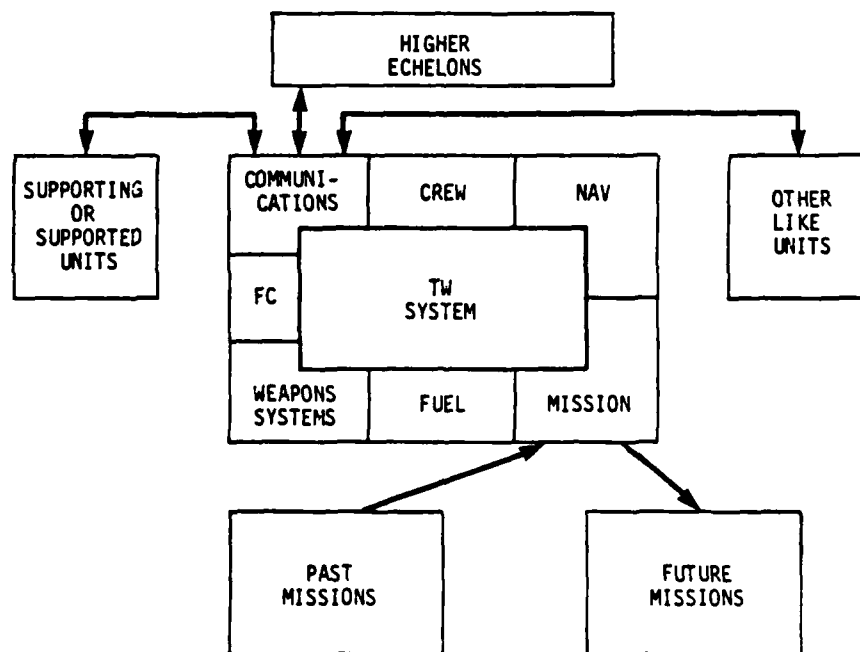 HIGHER
ECHELONS
SUPPORTING
OR
SUPPORTED
UNITS
COMMUNI-
CATIONS
CREW
NAV
OTHER
LIKE
UNITS
FC
TW
SYSTEM
WEAPONS
SYSTEMS
FUEL
MISSION
PAST
MISSIONS
FUTURE
MISSIONS